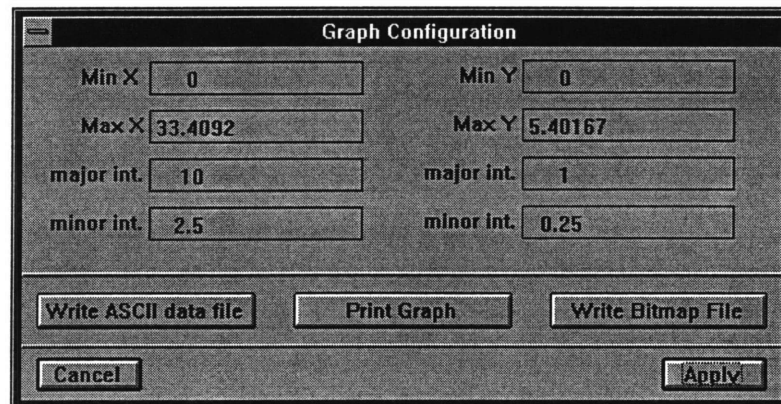 Graph Configuration
Min X 0 Min Y 0
Max X 33.4092 Max Y 5.40167
major int. 10 major int. 1
minor int. 2.5 minor int. 0.25
Write ASCII data file Print Graph Write Bitmap File
Cancel Apply